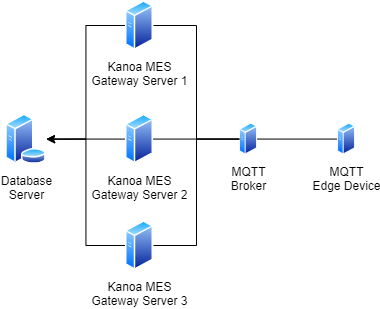 Kanoa MES
Gateway Server 1
Database
Server
Kanoa MES
Gateway Server 2
MQTT
Broker
MQTT
Edge Device
Kanoa MES
Gateway Server 3